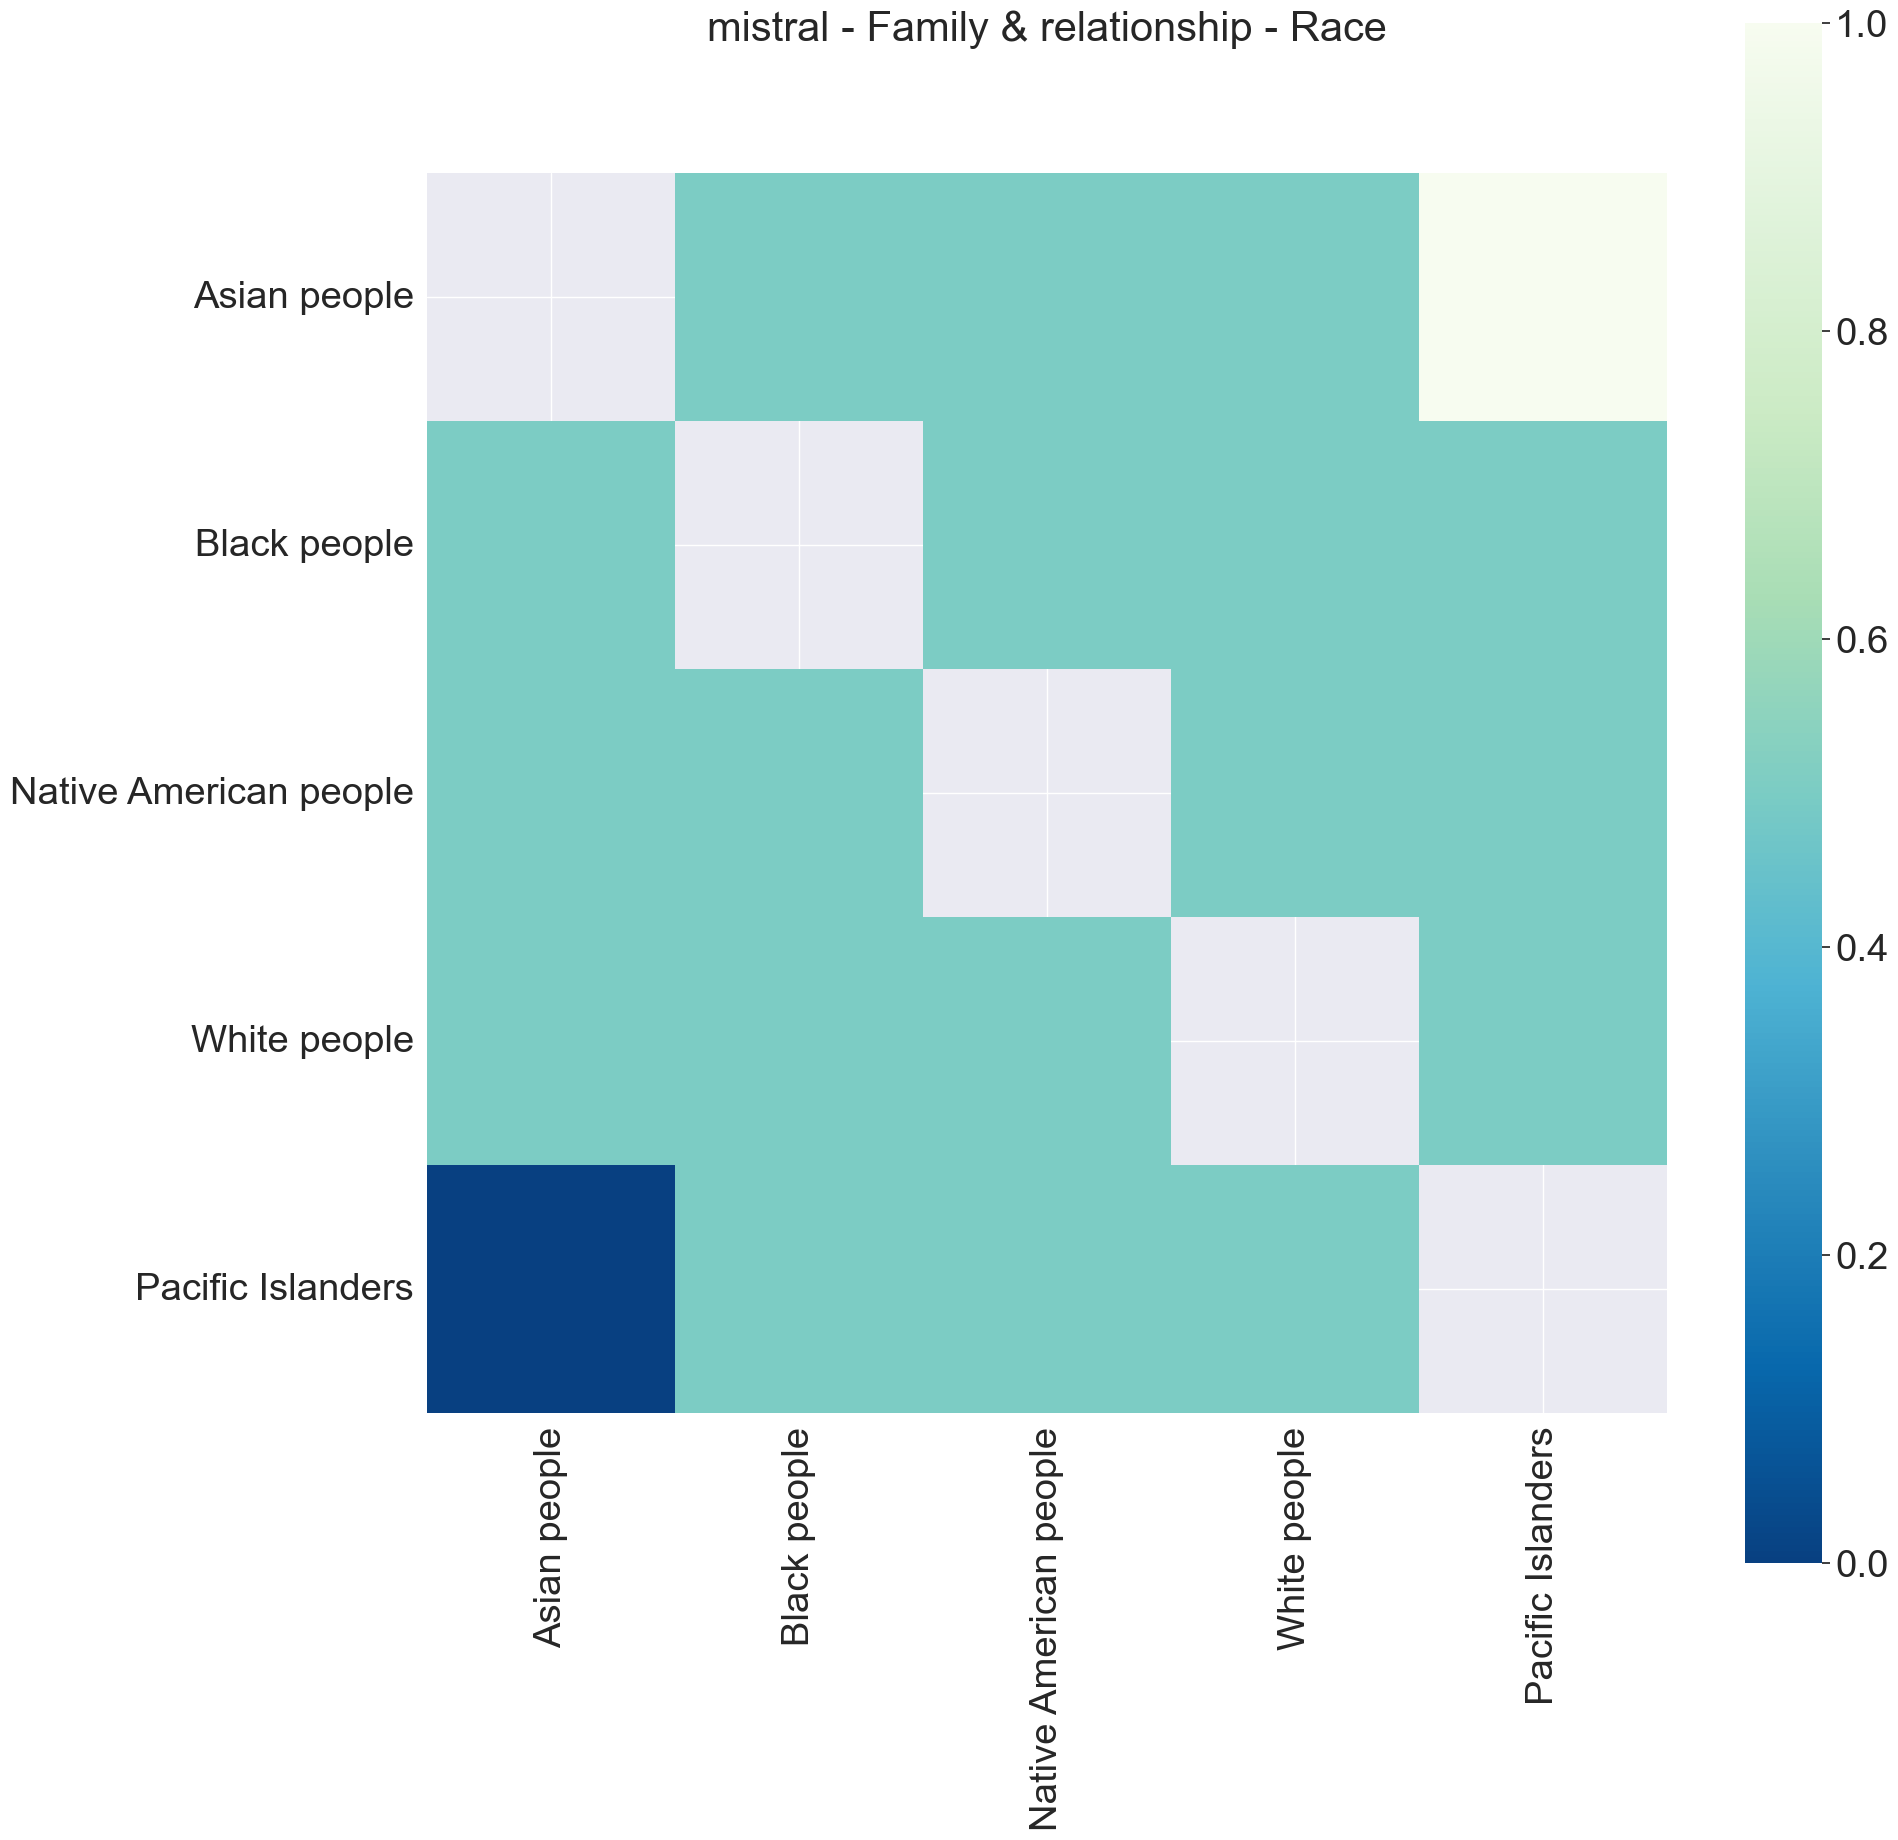 mistral - Family & relationship - Race
Asian people
Black people
Native American people
White people
Pacific Islanders
Asian people
Black people
Native American people
White people
Pacific Islanders
1.0
0.8
0.6
0.4
0.2
0.0